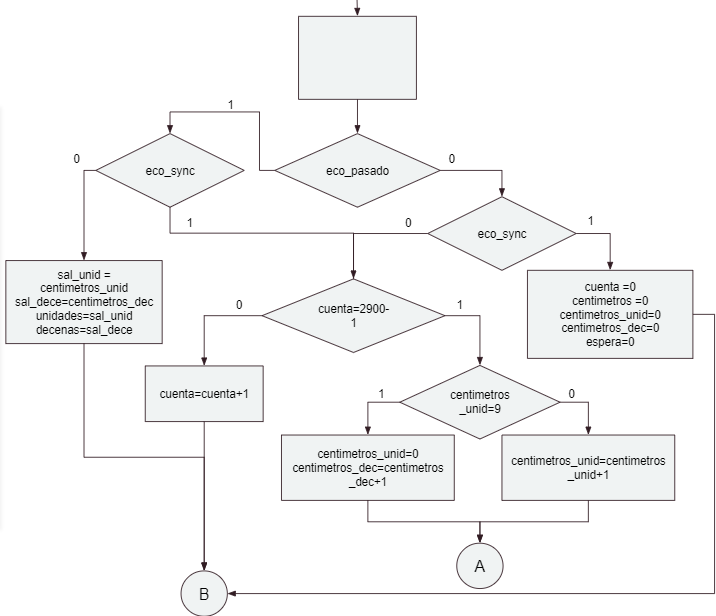 1
eco_sync
eco_pasado
0
0
1
0
eco_sync
1
sal_unid =
centimetros_unid
sal_dece=centimetros_dec
unidades=sal_unid
decenas=sal_dece
cuenta =0
centimetros =0
centimetros_unid=0
centimetros_dec=0
espera=0
0
cuenta=2900-
1
1
cuenta=cuenta+1
1
centimetros
_unid=9
0
centimetros_unid=0
centimetros_dec=centimetros
_dec+1
centimetros_unid=centimetros
_unid+1
A
B